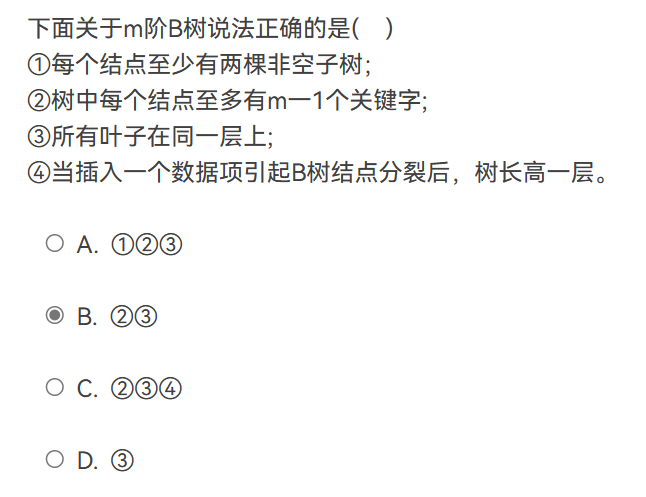 下面关于m阶B树说法正确的是(　)
①每个结点至少有两棵非空子树;
②树中每个结点至多有m一1个关键字;
③所有叶子在同一层上;
④当插入一个数据项引起B树结点分裂后，树长高一层。
A. ①②③
B. ②③
C. ②③④
D. ③